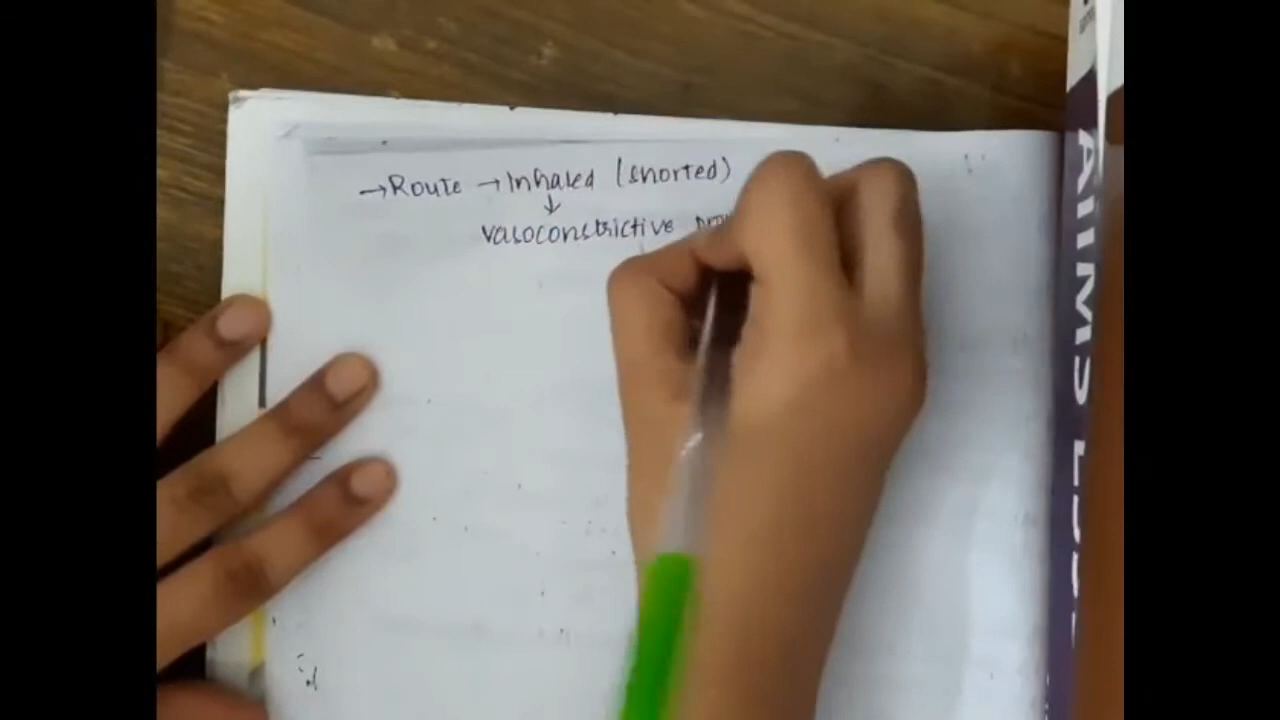 →Route → Inhaled (snorted)
↓
vasoconstrictive
AIIMS